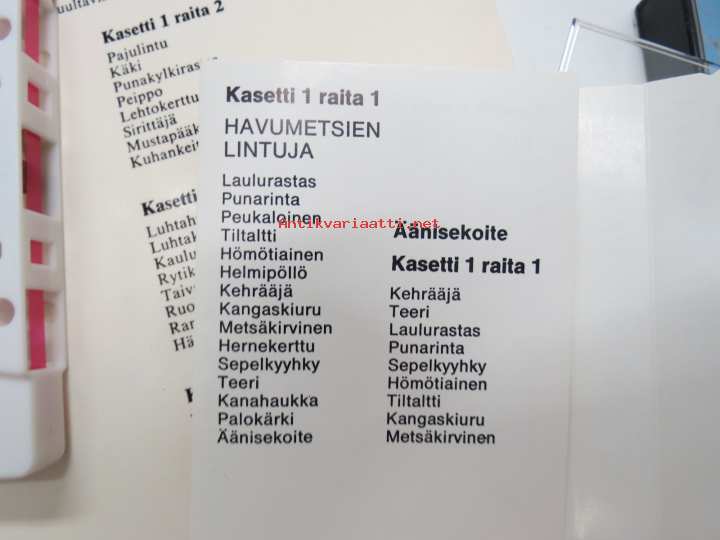 Kasetti 1 raita 2
Pajulintu
Käki
Peippo
Sirittäjä
Kasetti 1 raita 1
HAVUMETSIEN
LINTUJA
Laulurastas
Punarinta
Peukaloinen
Tiltaltti
Hömötiainen
Helmipöllö
Kehrääjä
Kangaskiuru
Metsäkirvinen
Hernekerttu
Sepelkyyhky
Teeri
Kanahaukka
Palokärki
Äänisekoite
Antikvariaatti.net
Äänisekoite
Kasetti 1 raita 1
Kehrääjä
Teeri
Laulurastas
Punarinta
Sepelkyyhky
Hömötiainen
Tiltaltti
Kangaskiuru
Metsäkirvinen
Kasetti